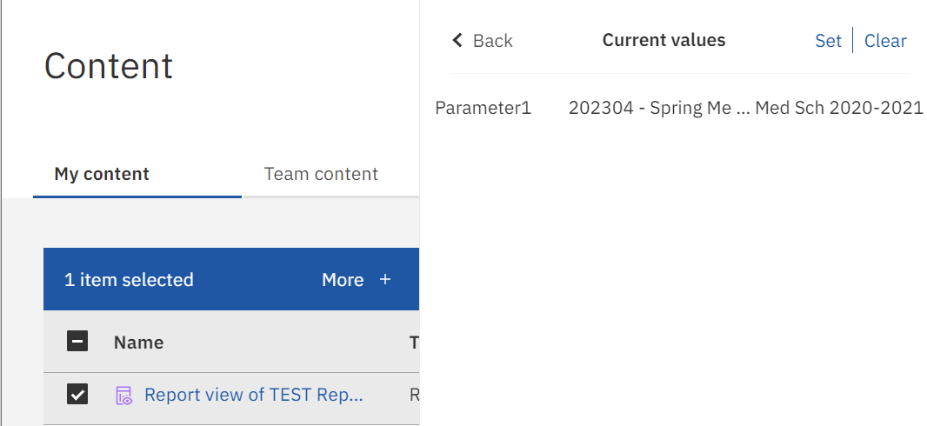 Content
My content
Team content
1 item selected
More +
Name
T
Report view of TEST Rep...
R
Back
Current values
Set
Clear
Parameter1
202304 - Spring Me ... Med Sch 2020-2021